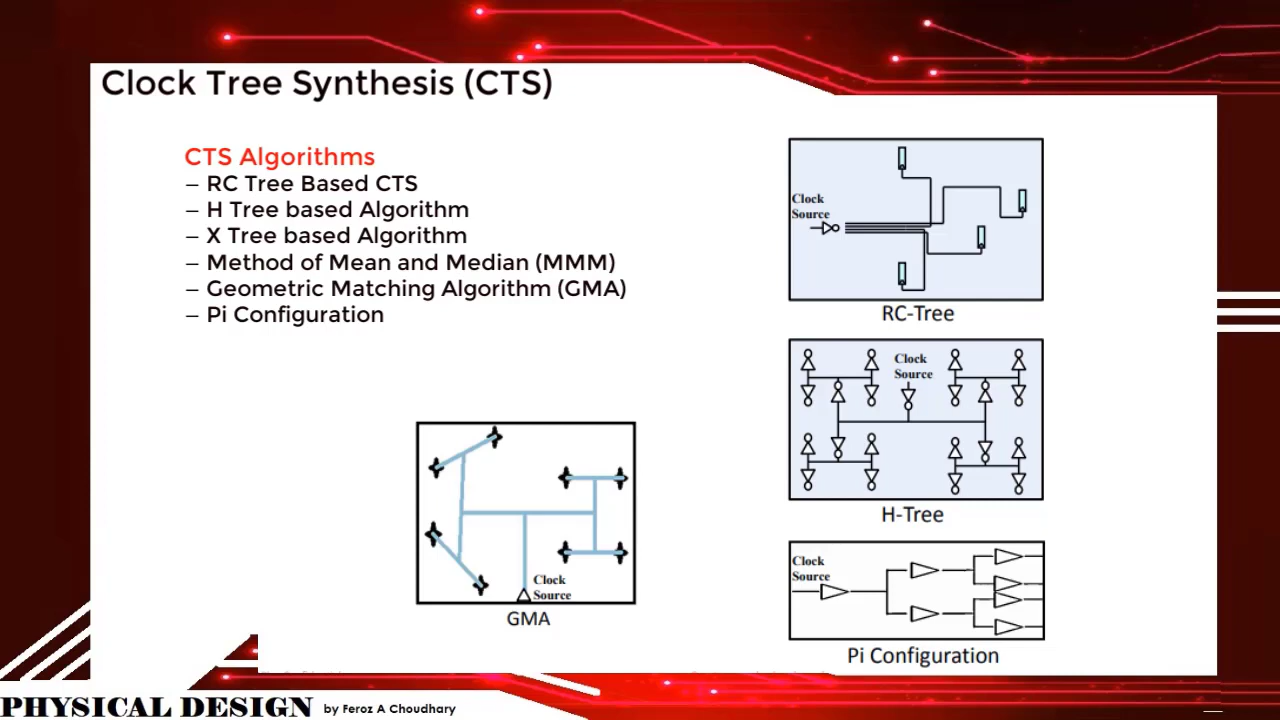 Clock Tree Synthesis (CTS)
CTS Algorithms
– RC Tree Based CTS
– H Tree based Algorithm
– X Tree based Algorithm
– Method of Mean and Median (MMM)
– Geometric Matching Algorithm (GMA)
– Pi Configuration
Clock
Source
RC-Tree
Clock
Source
H-Tree
Clock
Source
GMA
Clock
Source
Pi Configuration
PHYSICAL DESIGN by Feroz A Choudhary